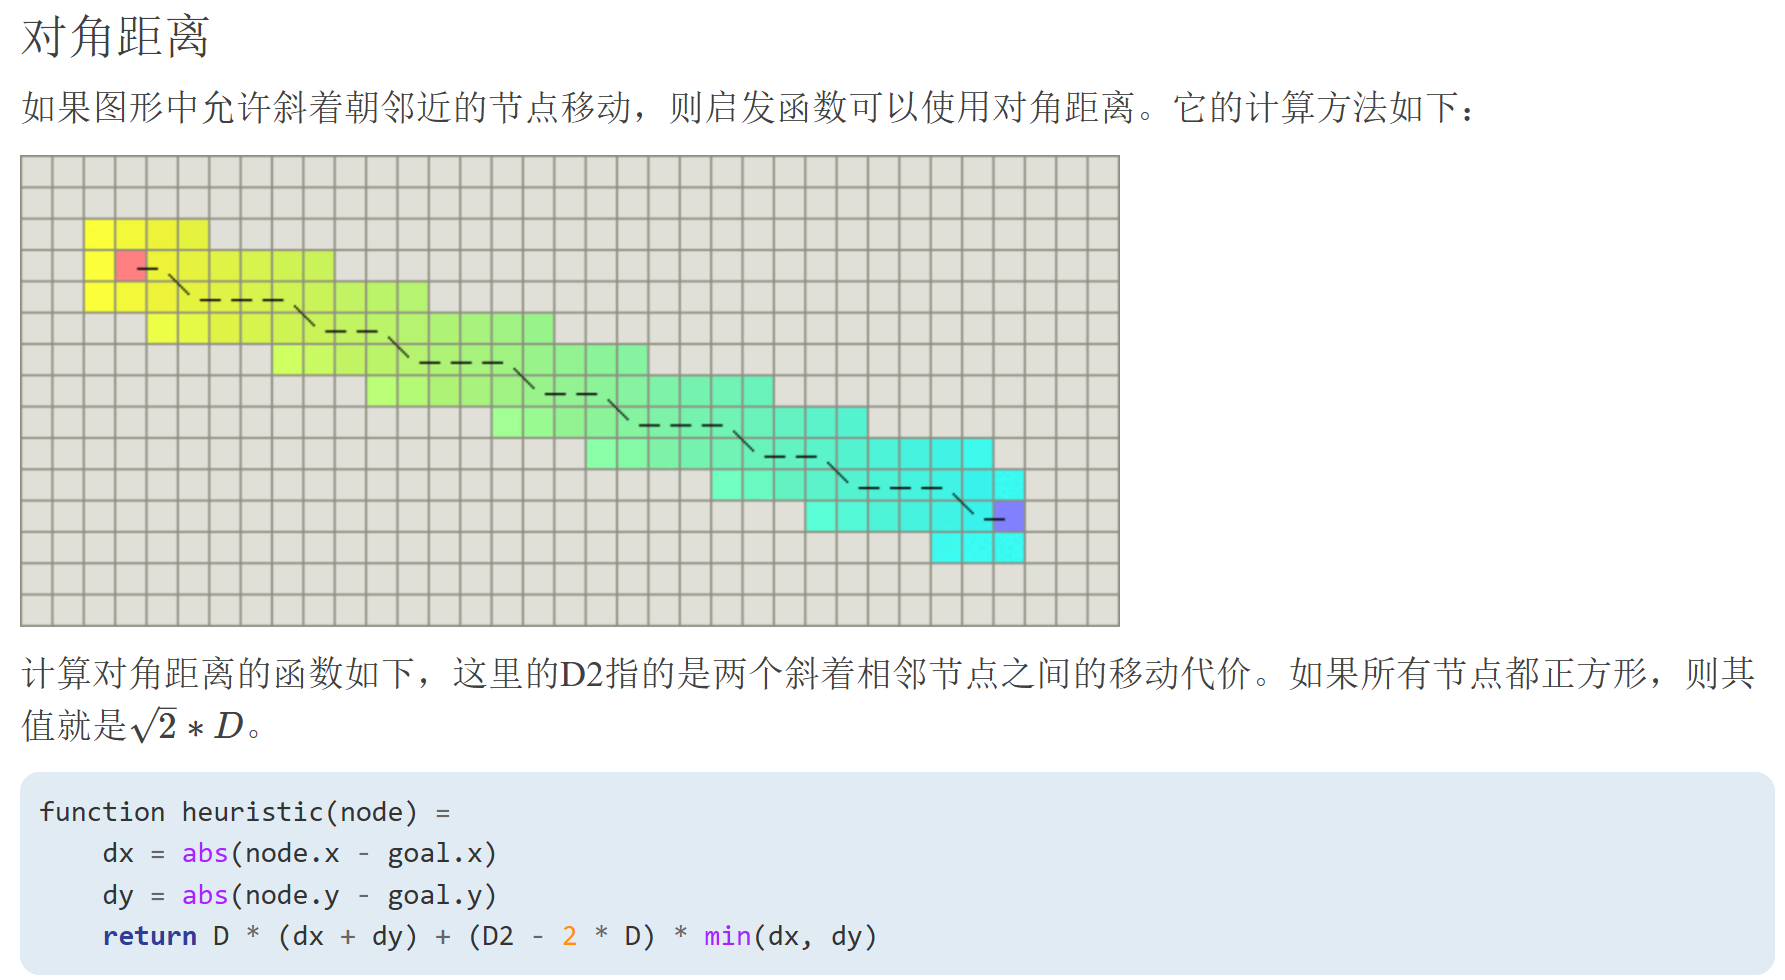 对角距离
如果图形中允许斜着朝邻近的节点移动，则启发函数可以使用对角距离。它的计算方法如下：
计算对角距离的函数如下，这里的D2指的是两个斜着相邻节点之间的移动代价。如果所有节点都正方形，则其
值就是√2 * D。
function heuristic(node) =
    dx = abs(node.x - goal.x)
    dy = abs(node.y - goal.y)
    return D * (dx + dy) + (D2 - 2 * D) * min(dx, dy)